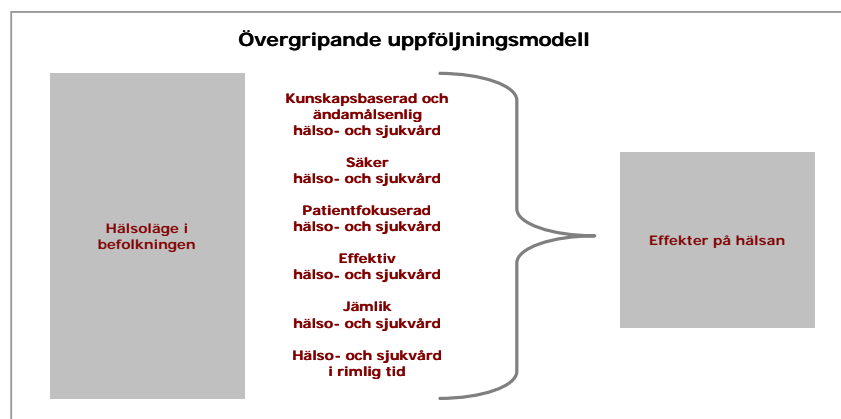 Övergripande uppföljningsmodell
Hälsoläge i
befolkningen
Kunskapsbaserad och
ändamålsenlig
hälso- och sjukvård
Säker
hälso- och sjukvård
Patientfokuserad
hälso- och sjukvård
Effektiv
hälso- och sjukvård
Jämlik
hälso- och sjukvård
Hälso- och sjukvård
i rimlig tid
Effekter på hälsan